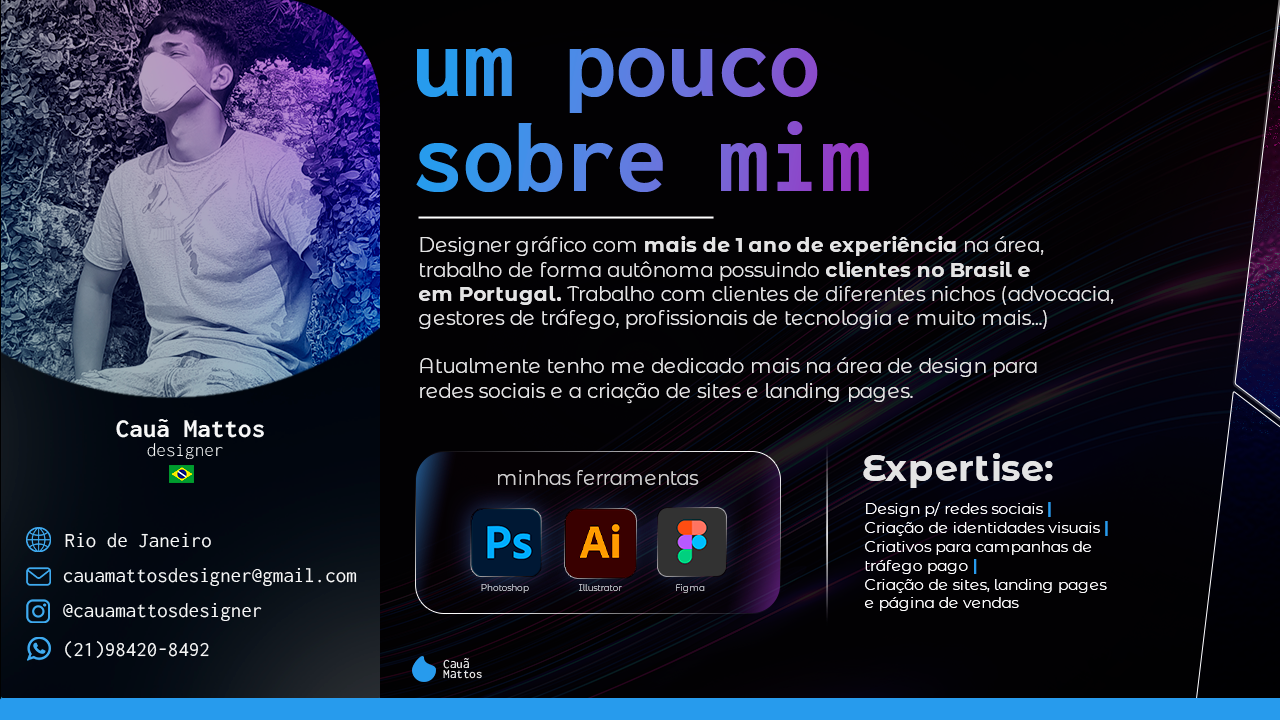 um pouco
sobre mim
Designer gráfico com mais de 1 ano de experiência na área,
trabalho de forma autônoma possuindo clientes no Brasil e
em Portugal. Trabalho com clientes de diferentes nichos (advocacia,
gestores de tráfego, profissionais de tecnologia e muito mais...)
Atualmente tenho me dedicado mais na área de design para
redes sociais e a criação de sites e landing pages.
Cauã Mattos
designer
Rio de Janeiro
cauamattosdesigner@gmail.com
@cauamattosdesigner
(21)98420-8492
minhas ferramentas
Ps
Ai
Photoshop
Illustrator
Figma
Expertise:
Design p/ redes sociais |
Criação de identidades visuais |
Criativos para campanhas de
tráfego pago |
Criação de sites, landing pages
e página de vendas
Cauã
Mattos